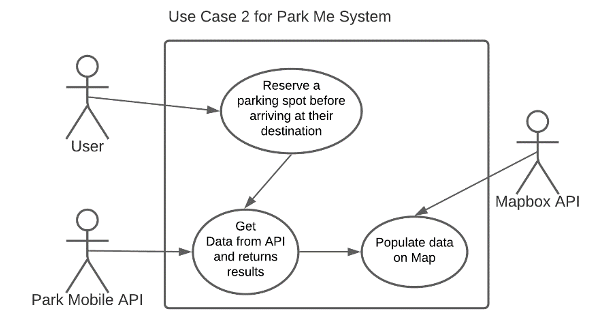 Use Case 2 for Park Me System
Reserve a
parking spot before
arriving at their
destination
User
Mapbox API
Get
Data from API
and returns
results
Populate data
on Map
Park Mobile API